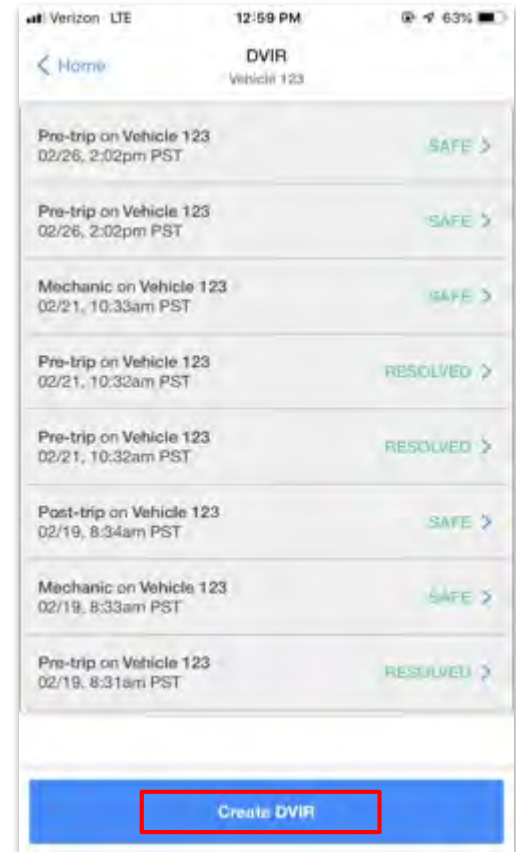 Verizon LTE 12:59 PM 63%
Home DVIR
Vehicle 123
Pre-trip on Vehicle 123
02/26, 2:02pm PST SAFE
Pre-trip on Vehicle 123
02/26, 2:02pm PST SAFE
Mechanic on Vehicle 123
02/21, 10:33am PST SAFE
Pre-trip on Vehicle 123
02/21, 10:32am PST RESOLVED
Pre-trip on Vehicle 123
02/21, 10:32am PST RESOLVED
Post-trip on Vehicle 123
02/19, 8:34am PST SAFE
Mechanic on Vehicle 123
02/19, 8:33am PST SAFE
Pre-trip on Vehicle 123
02/19, 8:31am PST RESOLVED
Create DVIR